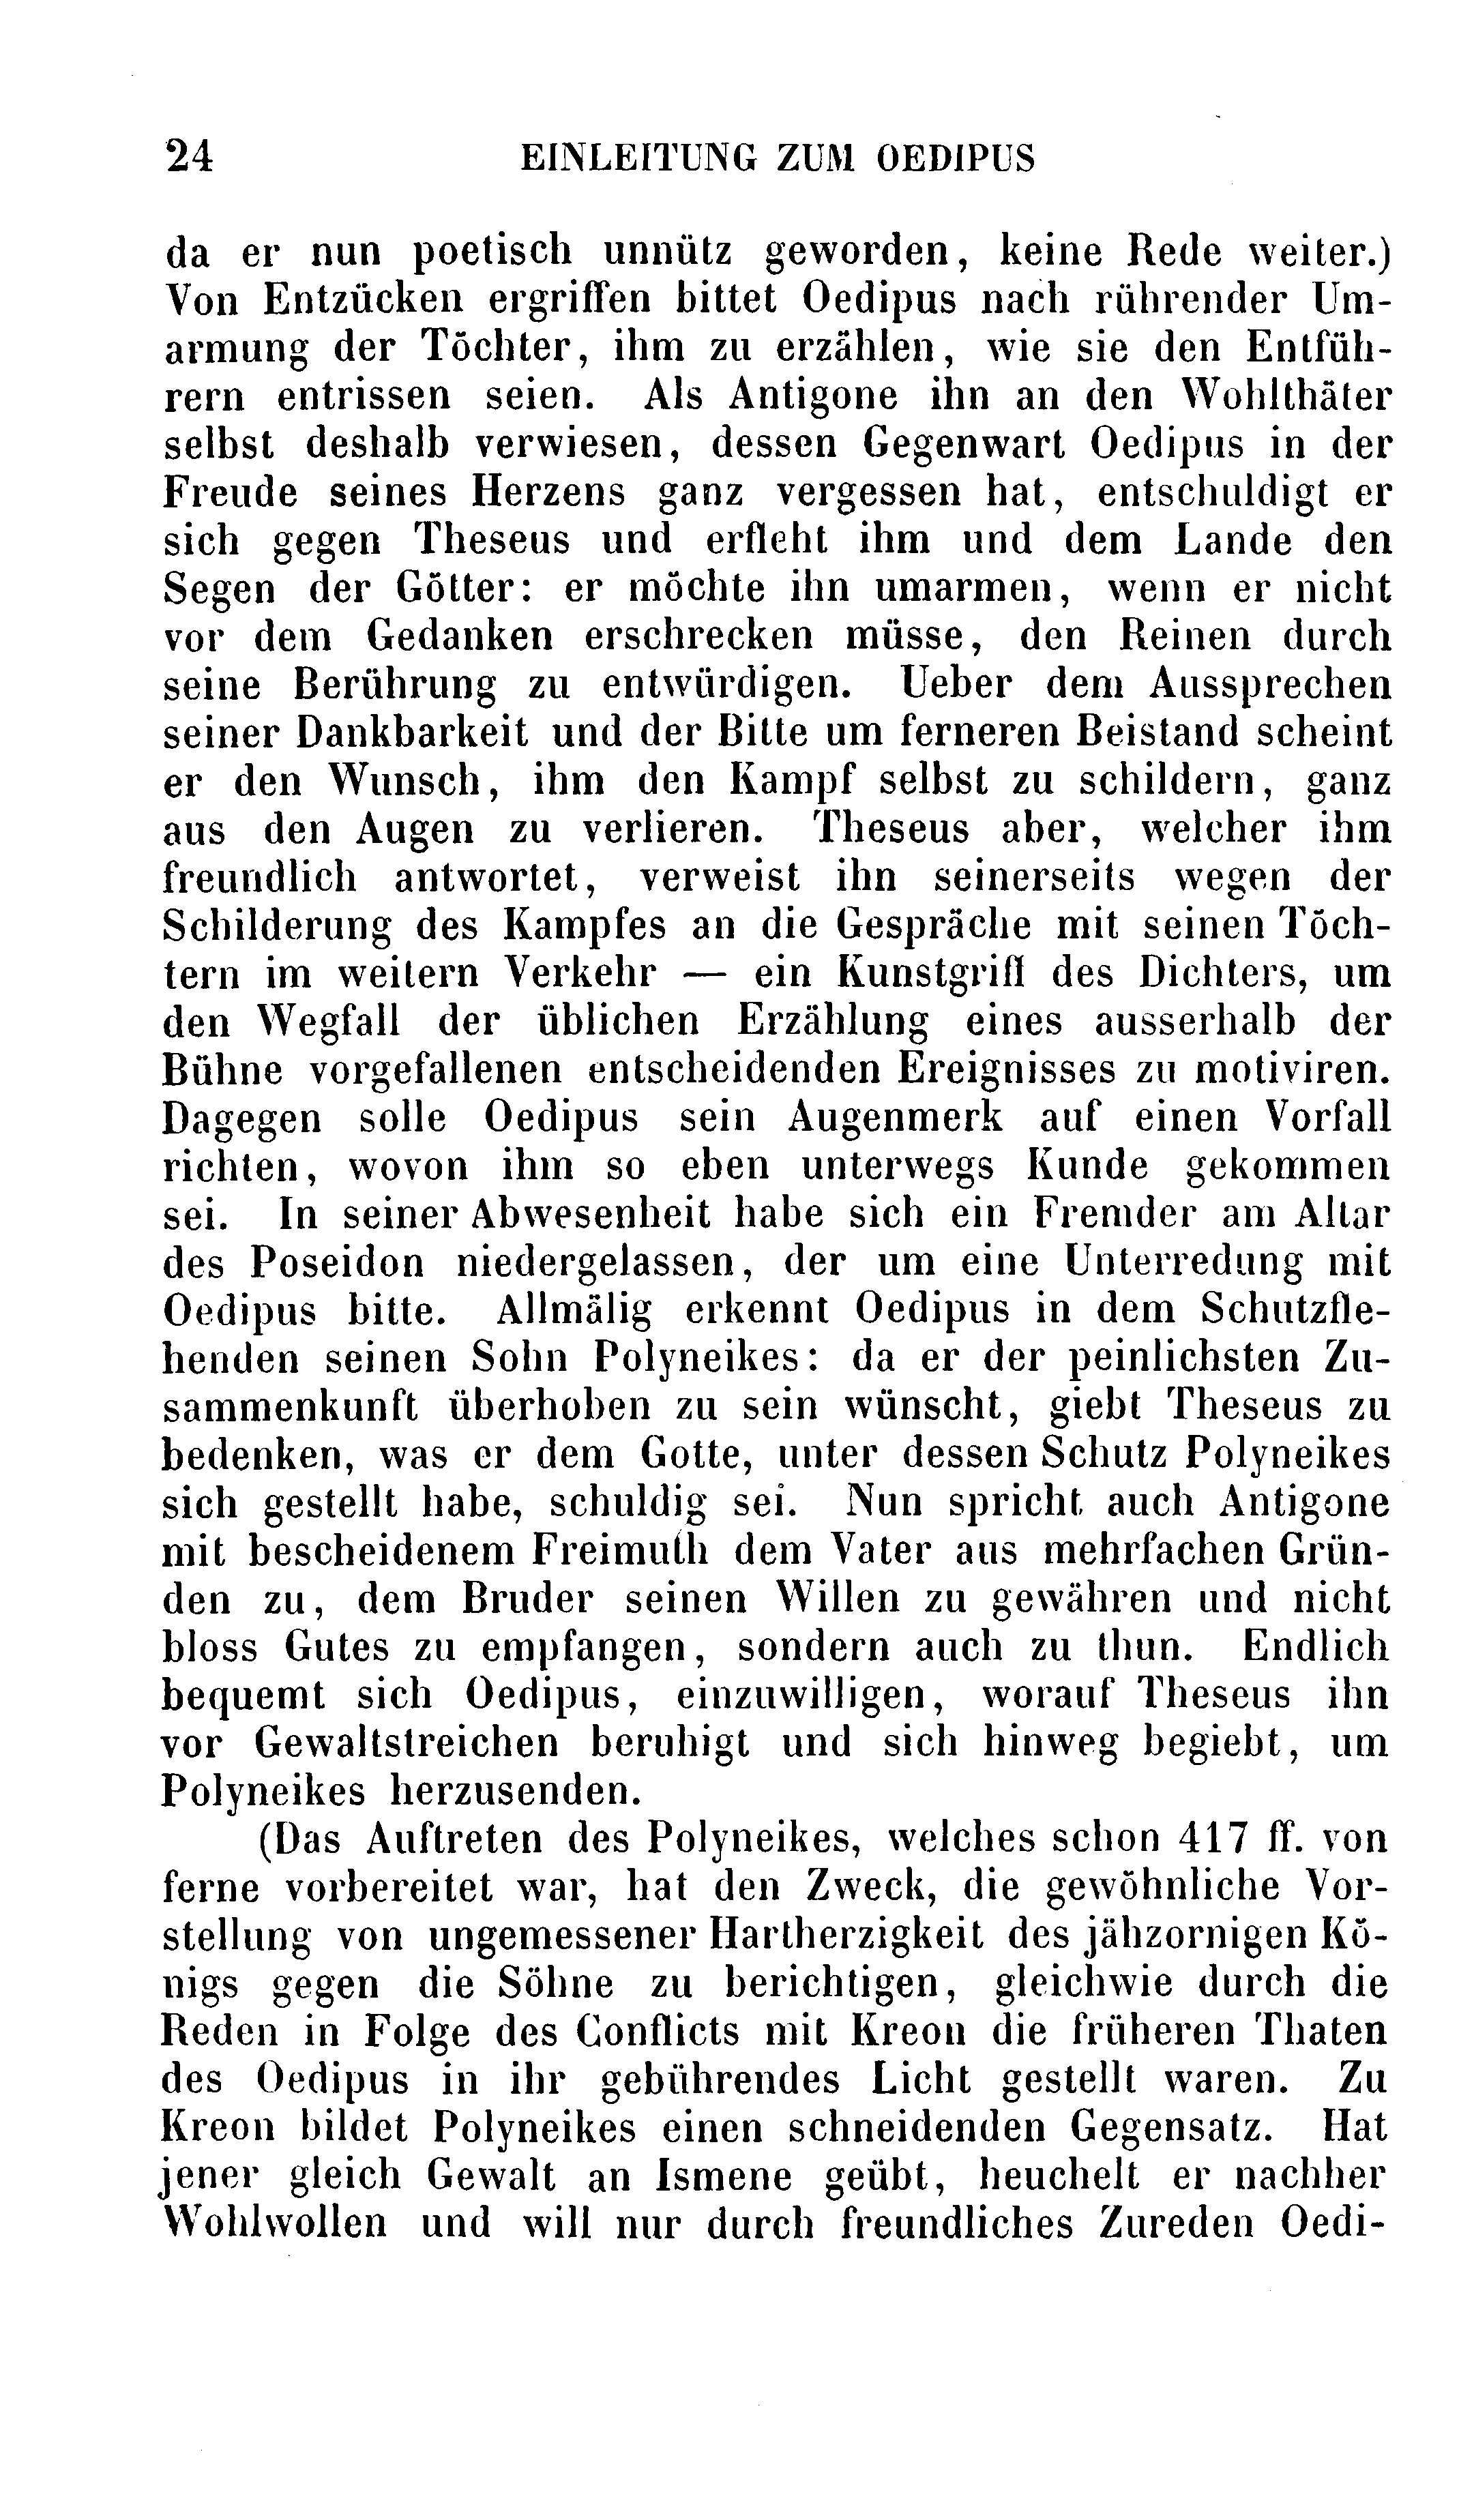 24 EINLEITUNG ZUM OEDIPUS
da er nun poetisch unnütz geworden, keine Rede weiter.)
Von Entzücken ergriffen bittet Oedipus nach rührender Um-
armung der Töchter, ihm zu erzählen, wie sie den Entfüh-
rern entrissen seien. Als Antigone ihn an den Wohlthäter
selbst deshalb verwiesen, dessen Gegenwart Oedipus in der
Freude seines Herzens ganz vergessen hat, entschuldigt er
sich gegen Theseus und erfleht ihm und dem Lande den
Segen der Götter: er möchte ihn umarmen, wenn er nicht
vor dem Gedanken erschrecken müsse, den Reinen durch
seine Berührung zu entwürdigen. Ueber dem Aussprechen
seiner Dankbarkeit und der Bitte um ferneren Beistand scheint
er den Wunsch, ihm den Kampf selbst zu schildern, ganz
aus den Augen zu verlieren. Theseus aber, welcher ihm
freundlich antwortet, verweist ihn seinerseits wegen der
Schilderung des Kampfes an die Gespräche mit seinen Töch-
tern im weitern Verkehr — ein Kunstgriff des Dichters, um
den Wegfall der üblichen Erzählung eines ausserhalb der
Bühne vorgefallenen entscheidenden Ereignisses zu motiviren.
Dagegen solle Oedipus sein Augenmerk auf einen Vorfall
richten, wovon ihm so eben unterwegs Kunde gekommen
sei. In seiner Abwesenheit habe sich ein Fremder am Altar
des Poseidon niedergelassen, der um eine Unterredung mit
Oedipus bitte. Allmälig erkennt Oedipus in dem Schutzfle-
henden seinen Sohn Polyneikes: da er der peinlichsten Zu-
sammenkunft überhoben zu sein wünscht, giebt Theseus zu
bedenken, was er dem Gotte, unter dessen Schutz Polyneikes
sich gestellt habe, schuldig sei. Nun spricht auch Antigone
mit bescheidenem Freimuth dem Vater aus mehrfachen Grün-
den zu, dem Bruder seinen Willen zu gewähren und nicht
bloss Gutes zu empfangen, sondern auch zu thun. Endlich
bequemt sich Oedipus, einzuwilligen, worauf Theseus ihn
vor Gewaltstreichen beruhigt und sich hinweg begiebt, um
Polyneikes herzusenden.
(Das Auftreten des Polyneikes, welches schon 417 ff. von
ferne vorbereitet war, hat den Zweck, die gewöhnliche Vor-
stellung von ungemessener Hartherzigkeit des jähzornigen Kö-
nigs gegen die Söhne zu berichtigen, gleichwie durch die
Reden in Folge des Conflicts mit Kreon die früheren Thaten
des Oedipus in ihr gebührendes Licht gestellt waren. Zu
Kreon bildet Polyneikes einen schneidenden Gegensatz. Hat
jener gleich Gewalt an Ismene geübt, heuchelt er nachher
Wohlwollen und will nur durch freundliches Zureden Oedi-